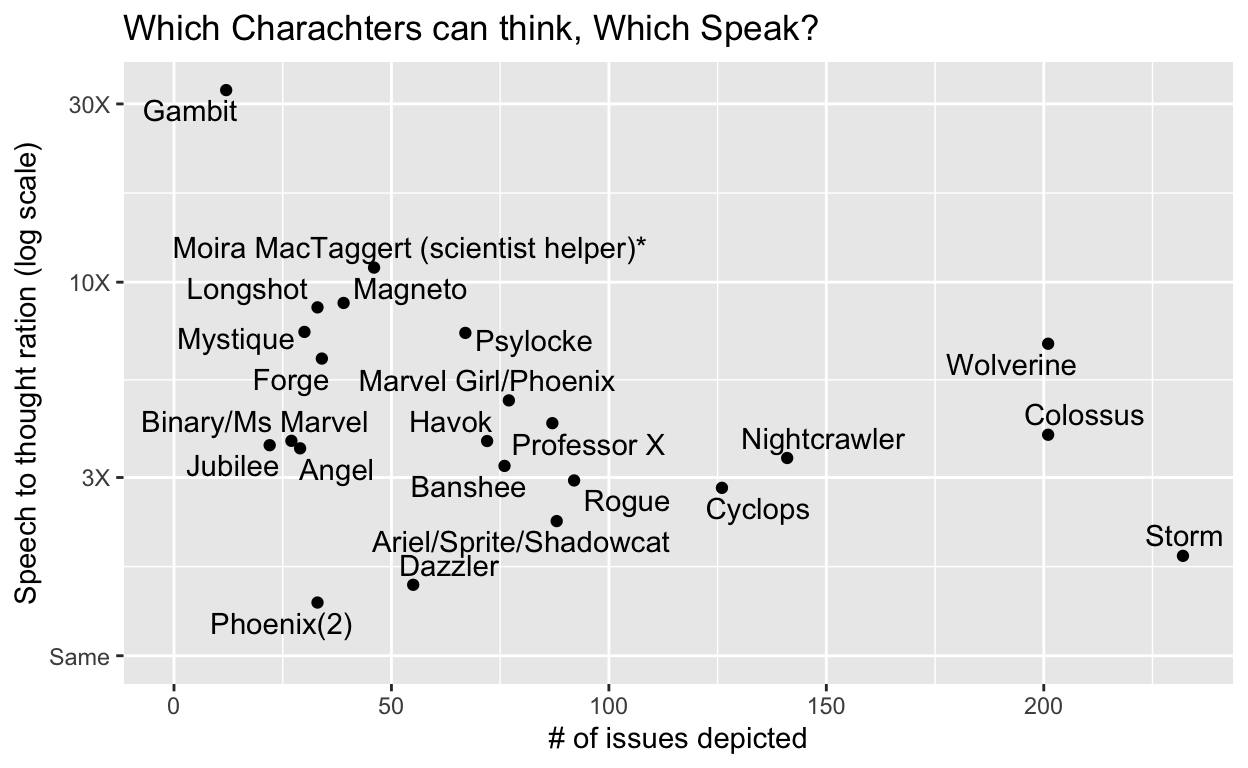 Which Charachters can think, Which Speak?
Speech to thought ration (log scale)
30X
10X
3X
Same
Gambit
Moira MacTaggert (scientist helper)*
Longshot
Magneto
Mystique
Psylocke
Forge
Marvel Girl/Phoenix
Wolverine
Binary/Ms Marvel
Havok
Colossus
Professor X
Nightcrawler
Jubilee
Angel
Banshee
Rogue
Cyclops
Ariel/Sprite/Shadowcat
Storm
Dazzler
Phoenix(2)
0
50
100
150
200
# of issues depicted